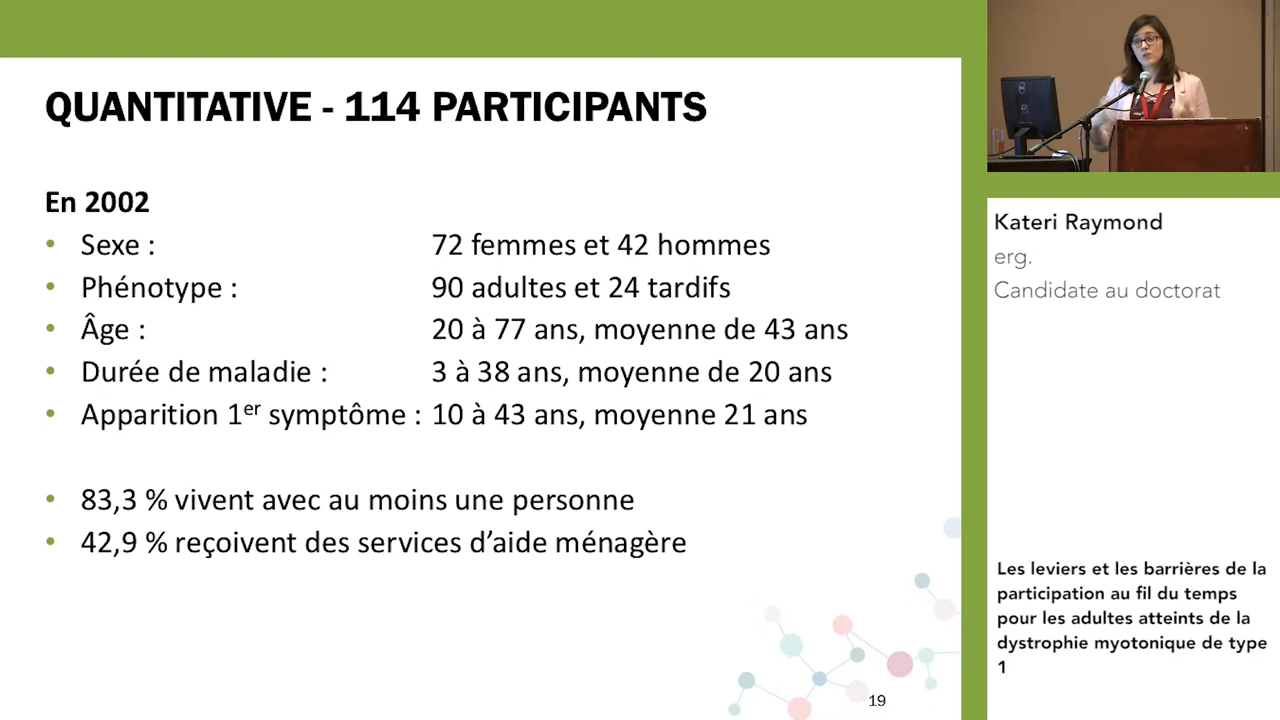 QUANTITATIVE - 114 PARTICIPANTS
En 2002
• Sexe : 72 femmes et 42 hommes
• Phénotype : 90 adultes et 24 tardifs
• Âge : 20 à 77 ans, moyenne de 43 ans
• Durée de maladie : 3 à 38 ans, moyenne de 20 ans
• Apparition 1er symptôme : 10 à 43 ans, moyenne 21 ans
• 83,3 % vivent avec au moins une personne
• 42,9 % reçoivent des services d’aide ménagère
19
Kateri Raymond
erg.
Candidate au doctorat
Les leviers et les barrières de la
participation au fil du temps
pour les adultes atteints de la
dystrophie myotonique de type
1